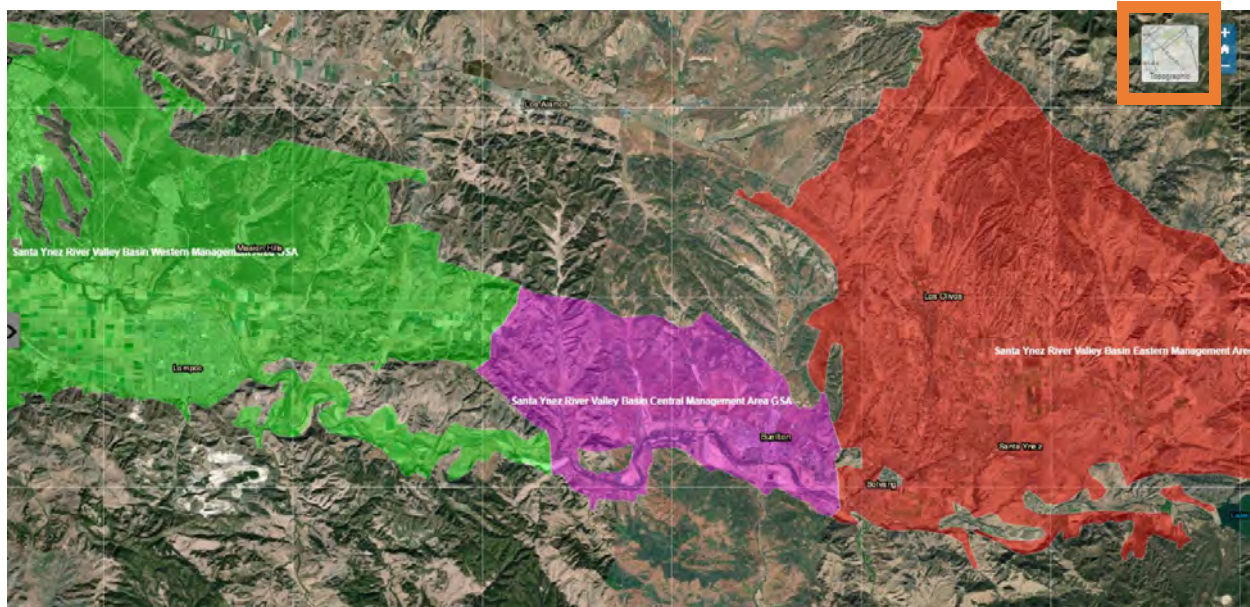 Topographic
+
Los Alamos
Mission Hills
Santa Ynez River Valley Basin Western Management Area GSA
Los Olivos
Santa Ynez River Valley Basin Eastern Management Area
Lompoc
Santa Ynez River Valley Basin Central Management Area GSA
Buellton
Santa Ynez
Solvang